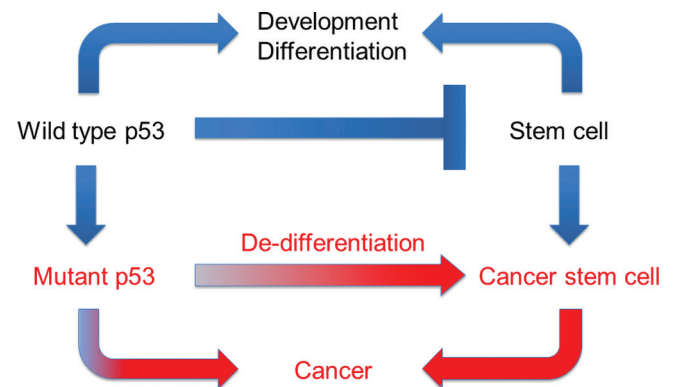 Development
Differentiation
Wild type p53
Stem cell
De-differentiation
Mutant p53
Cancer stem cell
Cancer